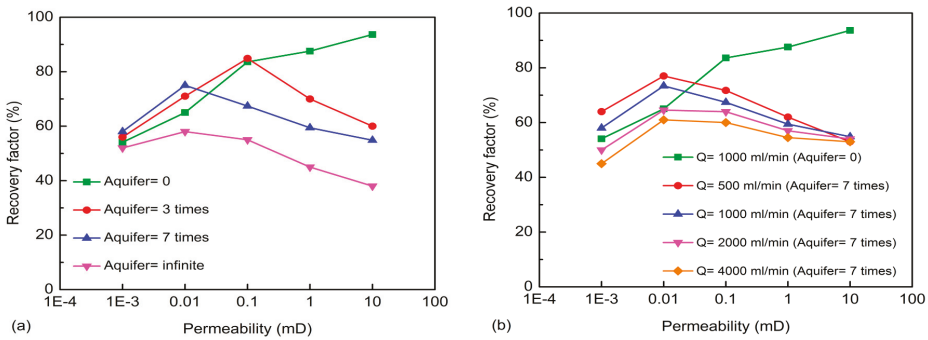 100
80
60
40
20
0
Recovery factor (%)
Aquifer= 0
Aquifer= 3 times
Aquifer= 7 times
Aquifer= infinite
1E-4 1E-3 0.01 0.1 1 10 100
Permeability (mD)
(a)
100
80
60
40
20
0
Recovery factor (%)
Q= 1000 ml/min (Aquifer= 0)
Q= 500 ml/min (Aquifer= 7 times)
Q= 1000 ml/min (Aquifer= 7 times)
Q= 2000 ml/min (Aquifer= 7 times)
Q= 4000 ml/min (Aquifer= 7 times)
1E-4 1E-3 0.01 0.1 1 10 100
Permeability (mD)
(b)